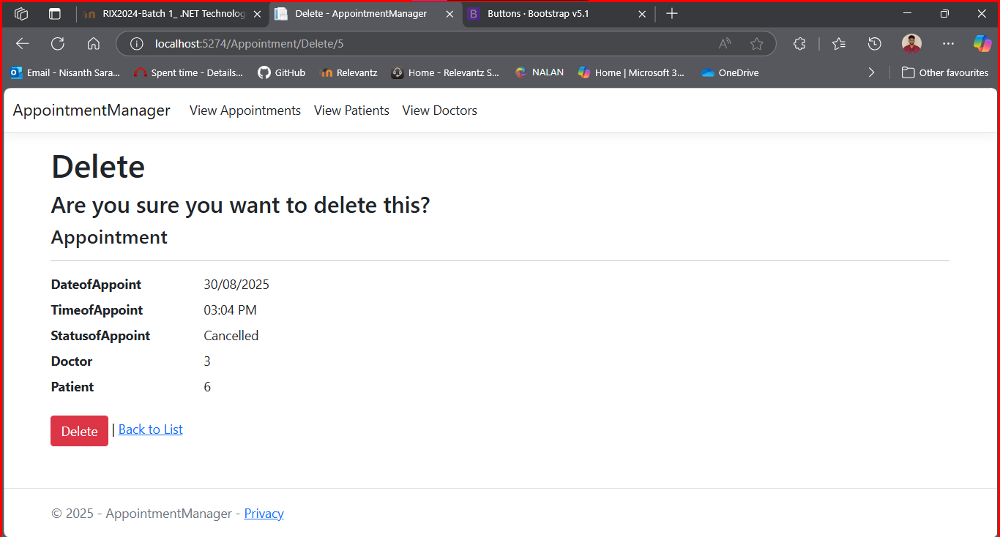 RIX2024-Batch 1_ .NET Technolog
Delete - AppointmentManager
B Buttons · Bootstrap v5.1
localhost:5274/Appointment/Delete/5
Email - Nisanth Sara...
Spent time - Details...
GitHub
Relevantz
Home - Relevantz S...
NALAN
Home | Microsoft 3...
OneDrive
Other favourites
AppointmentManager View Appointments View Patients View Doctors
Delete
Are you sure you want to delete this?
Appointment
DateofAppoint 30/08/2025
TimeofAppoint 03:04 PM
StatusofAppoint Cancelled
Doctor 3
Patient 6
Delete | Back to List
© 2025 - AppointmentManager - Privacy